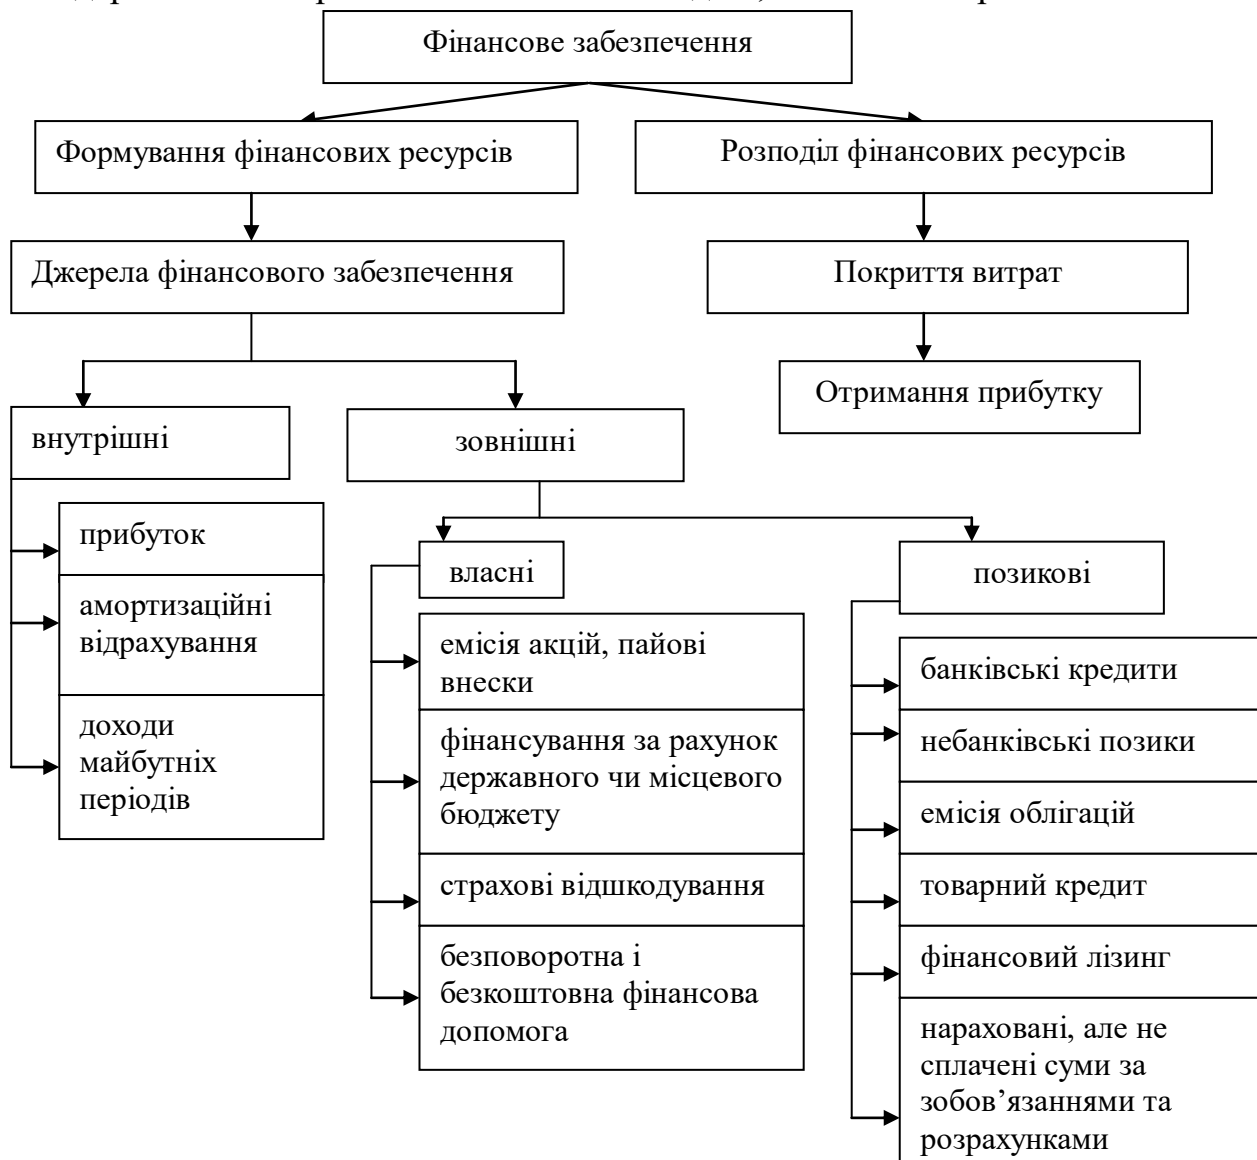 Фінансове забезпечення
Формування фінансових ресурсів
Розподіл фінансових ресурсів
Джерела фінансового забезпечення
Покриття витрат
Отримання прибутку
внутрішні
зовнішні
прибуток
амортизаційні
відрахування
доходи
майбутніх
періодів
власні
емісія акцій, пайові
внески
фінансування за рахунок
державного чи місцевого
бюджету
страхові відшкодування
безповоротна і
безкоштовна фінансова
допомога
позикові
банківські кредити
небанківські позики
емісія облігацій
товарний кредит
фінансовий лізинг
нараховані, але не
сплачені суми за
зобов’язаннями та
розрахунками